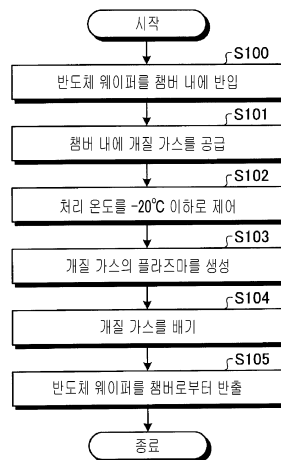 시작
S100
반도체 웨이퍼를 챔버 내에 반입
S101
챔버 내에 개질 가스를 공급
S102
처리 온도를 -20℃ 이하로 제어
S103
개질 가스의 플라즈마를 생성
S104
개질 가스를 배기
S105
반도체 웨이퍼를 챔버로부터 반출
종료